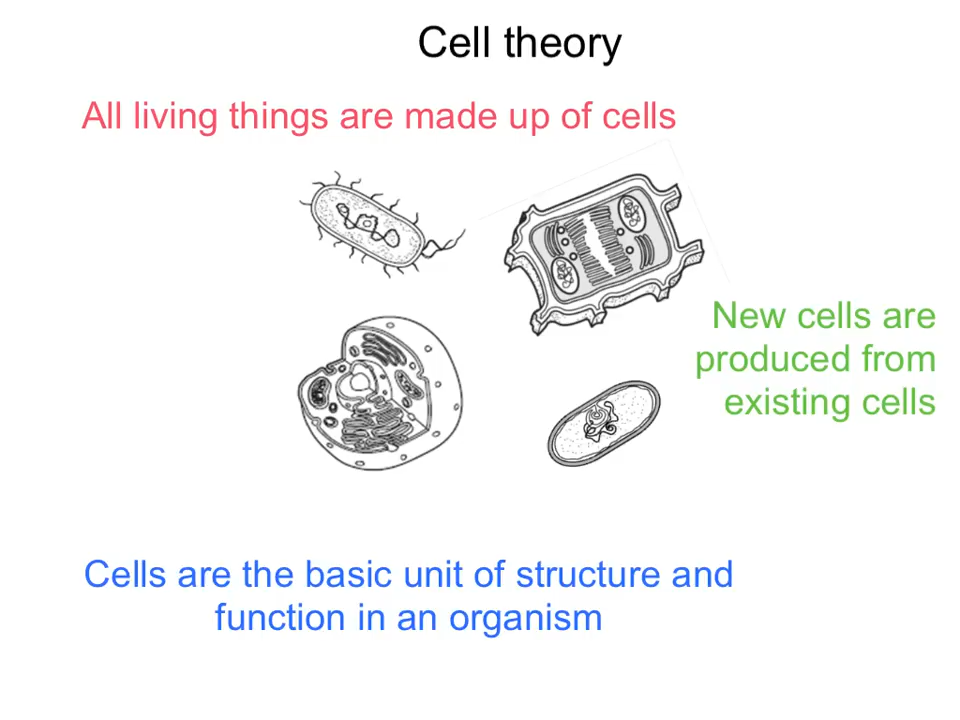 Cell theory
All living things are made up of cells
New cells are
produced from
existing cells
Cells are the basic unit of structure and
function in an organism